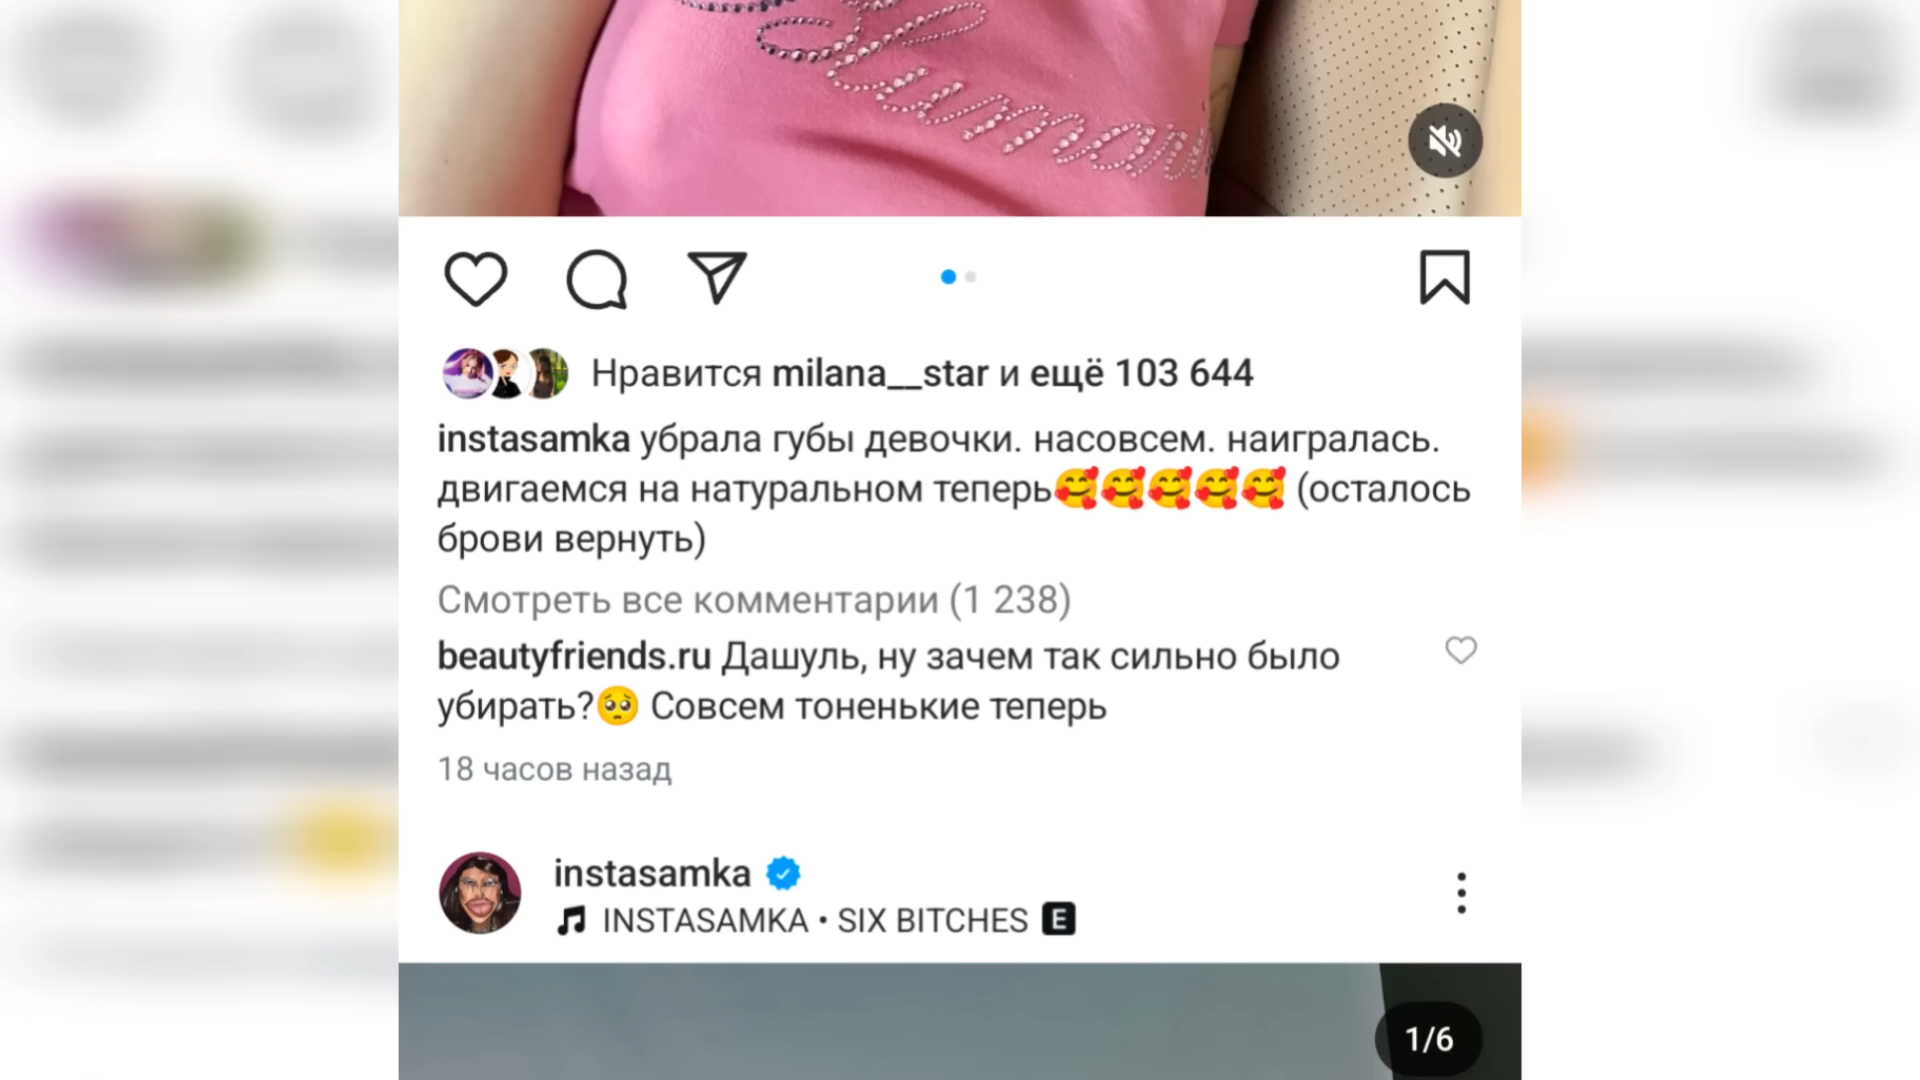 Blumarine
Нравится milana__star и ещё 103 644
instasamka убрала губы девочки. насовсем. наигралась.
двигаемся на натуральном теперь🥰🥰🥰🥰🥰 (осталось
брови вернуть)
Смотреть все комментарии (1 238)
beautyfriends.ru Дашуль, ну зачем так сильно было
убирать?🥺 Совсем тоненькие теперь
18 часов назад
instasamka
INSTASAMKA • SIX BITCHES E
1/6